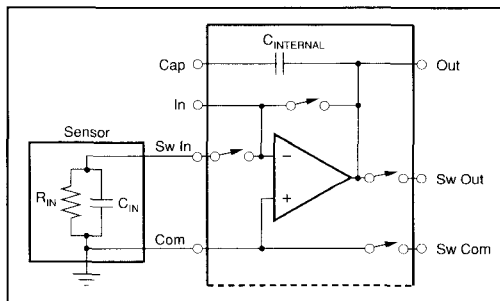 C_INTERNAL
Cap
Out
In
Sensor
Sw In
−
R_IN
C_IN
+
Sw Out
Com
Sw Com